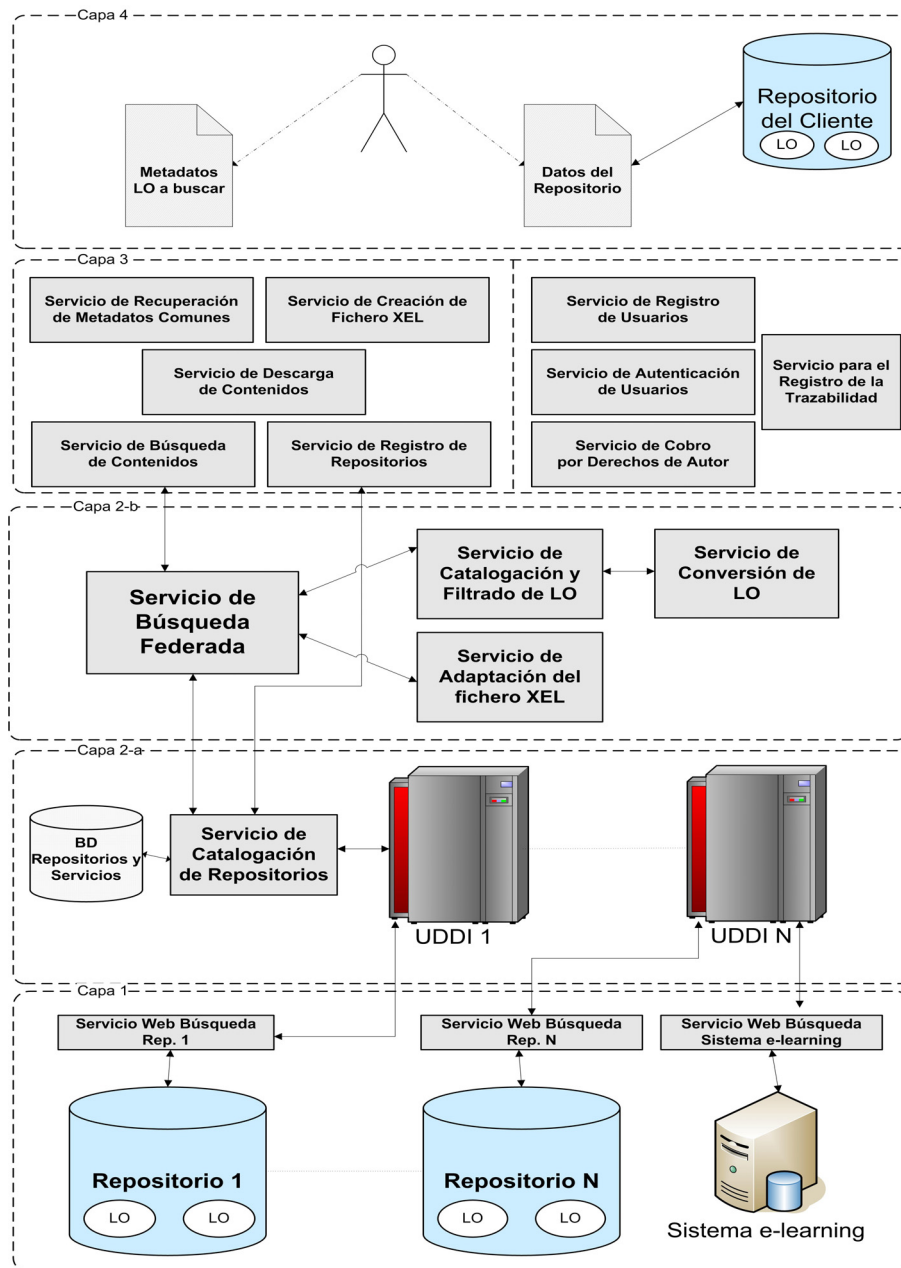 Capa 4
Repositorio
del Cliente
LO
LO
Metadatos
LO a buscar
Datos del
Repositorio
Capa 3
Servicio de Recuperación
de Metadatos Comunes
Servicio de Creación de
Fichero XEL
Servicio de Descarga
de Contenidos
Servicio de Búsqueda
de Contenidos
Servicio de Registro de
Repositorios
Servicio de Registro
de Usuarios
Servicio de Autenticación
de Usuarios
Servicio de Cobro
por Derechos de Autor
Servicio para el
Registro de la
Trazabilidad
Capa 2-b
Servicio de
Búsqueda
Federada
Servicio de
Catalogación y
Filtrado de LO
Servicio de
Conversión de
LO
Servicio de
Adaptación del
fichero XEL
Capa 2-a
BD
Repositorios y
Servicios
Servicio de
Catalogación
de Repositorios
UDDI 1
UDDI N
Capa 1
Servicio Web Búsqueda
Rep. 1
Servicio Web Búsqueda
Rep. N
Servicio Web Búsqueda
Sistema e-learning
Repositorio 1
LO
LO
Repositorio N
LO
LO
Sistema e-learning